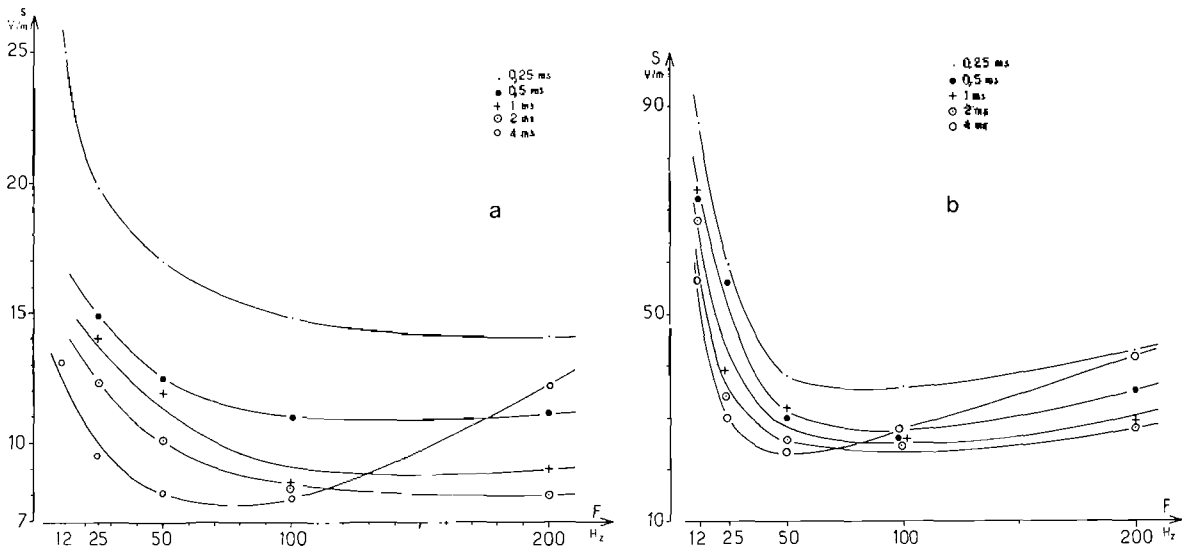 S
V/m
25
20
15
10
7
. 0,25 ms
● 0,5 ms
+ 1 ms
⊙ 2 ms
○ 4 ms
a
12 25 50 100 200
F
Hz
S
V/m
90
50
10
. 0,25 ms
● 0,5 ms
+ 1 ms
⊙ 2 ms
○ 4 ms
b
12 25 50 100 200
F
Hz